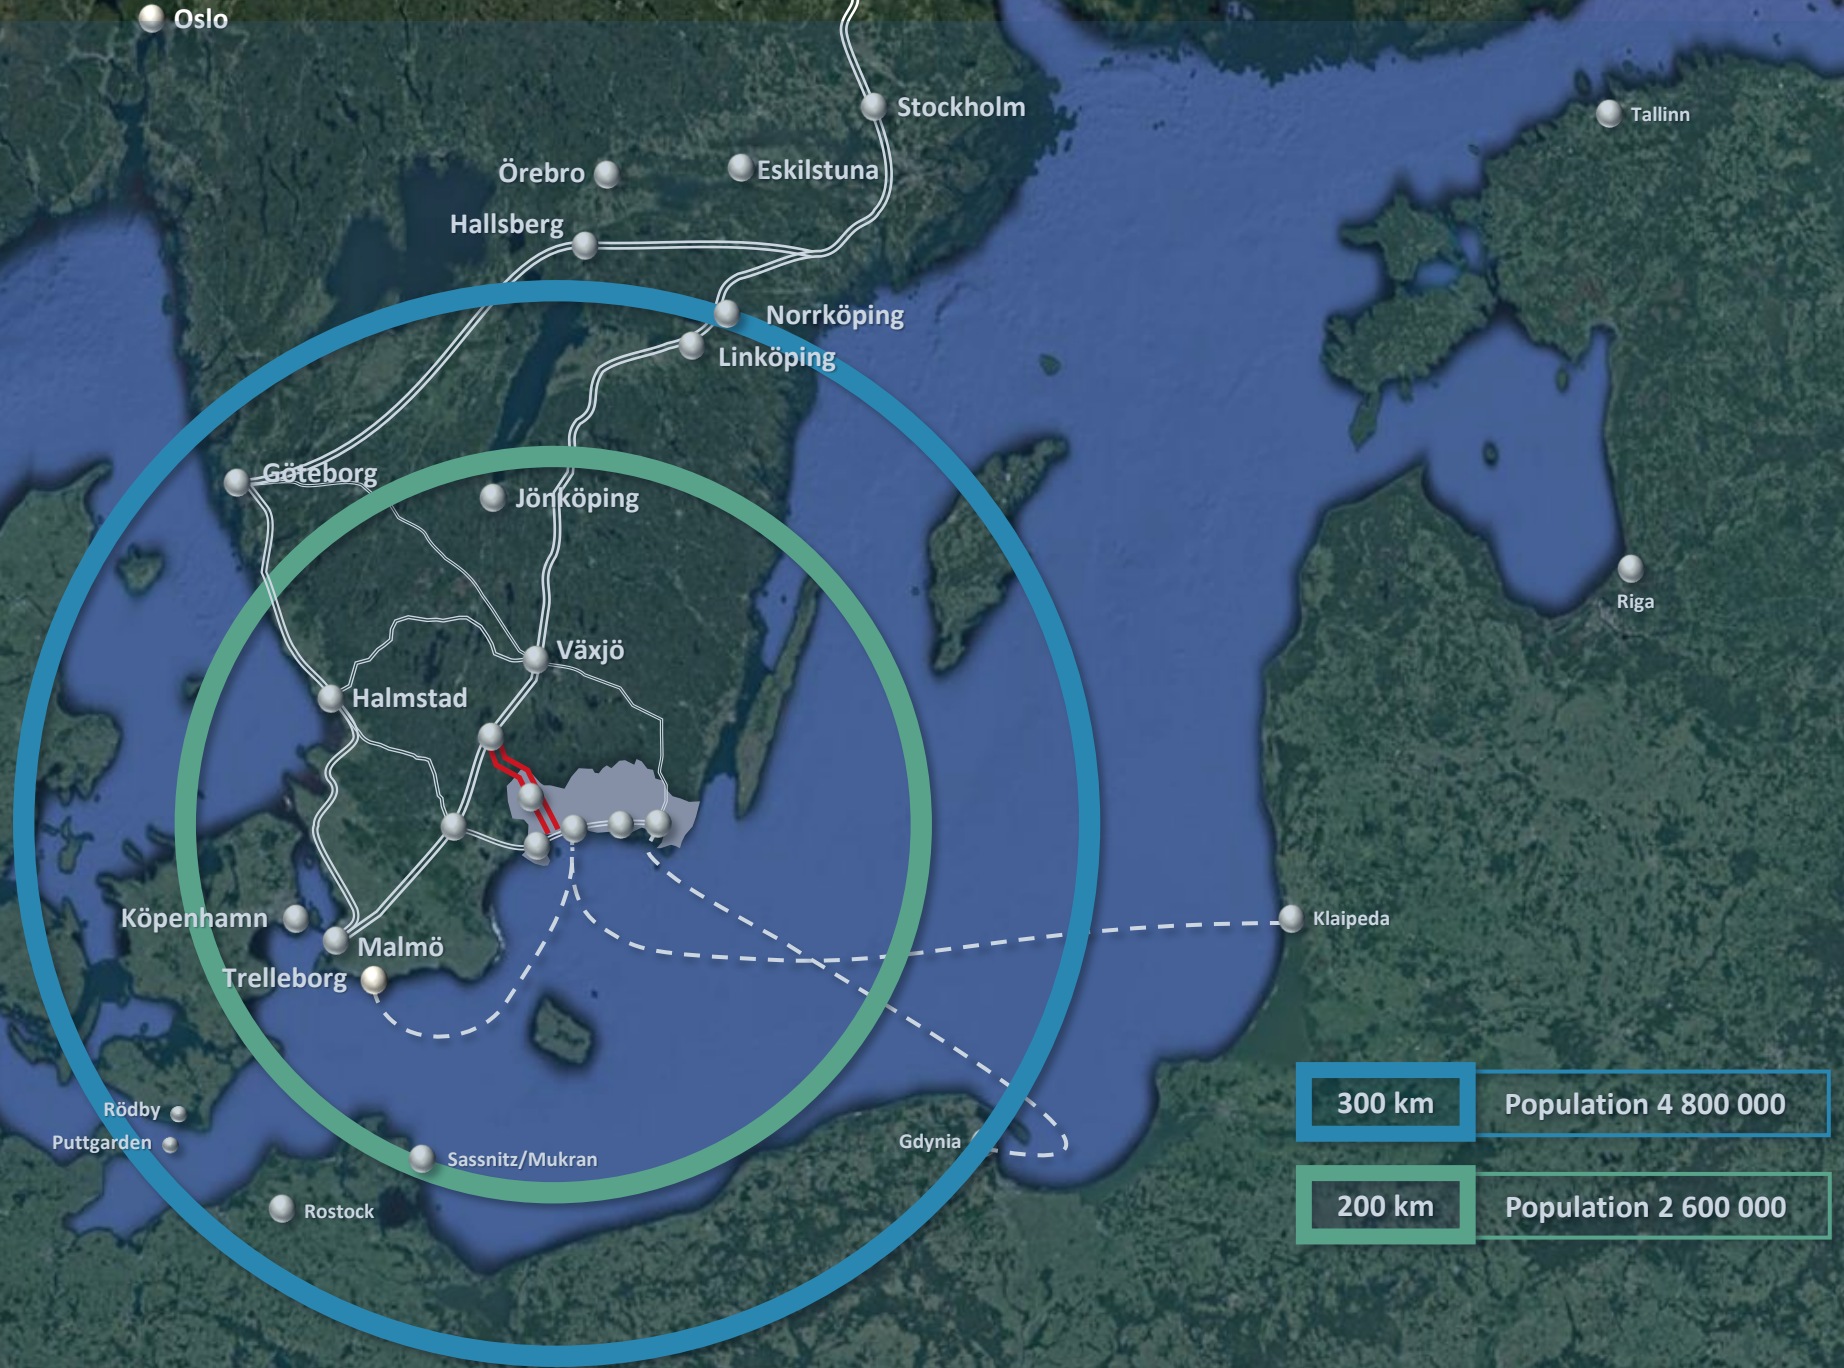 Oslo
Stockholm
Tallinn
Örebro
Eskilstuna
Hallsberg
Norrköping
Linköping
Göteborg
Jönköping
Riga
Växjö
Halmstad
Köpenhamn
Klaipeda
Malmö
Trelleborg
Rödby
Puttgarden
Gdynia
Sassnitz/Mukran
Rostock
300 km
Population 4 800 000
200 km
Population 2 600 000